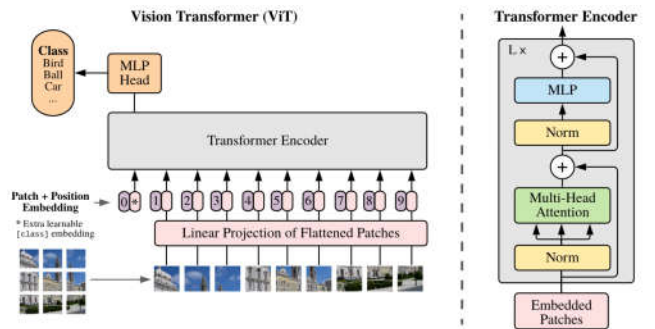 Vision Transformer (ViT)
Class
Bird
Ball
Car
...
MLP
Head
Transformer Encoder
Patch + Position
Embedding
0 * 1 2 3 4 5 6 7 8 9
* Extra learnable
[class] embedding
Linear Projection of Flattened Patches
Transformer Encoder
L ×
+
MLP
Norm
+
Multi-Head
Attention
Norm
Embedded
Patches